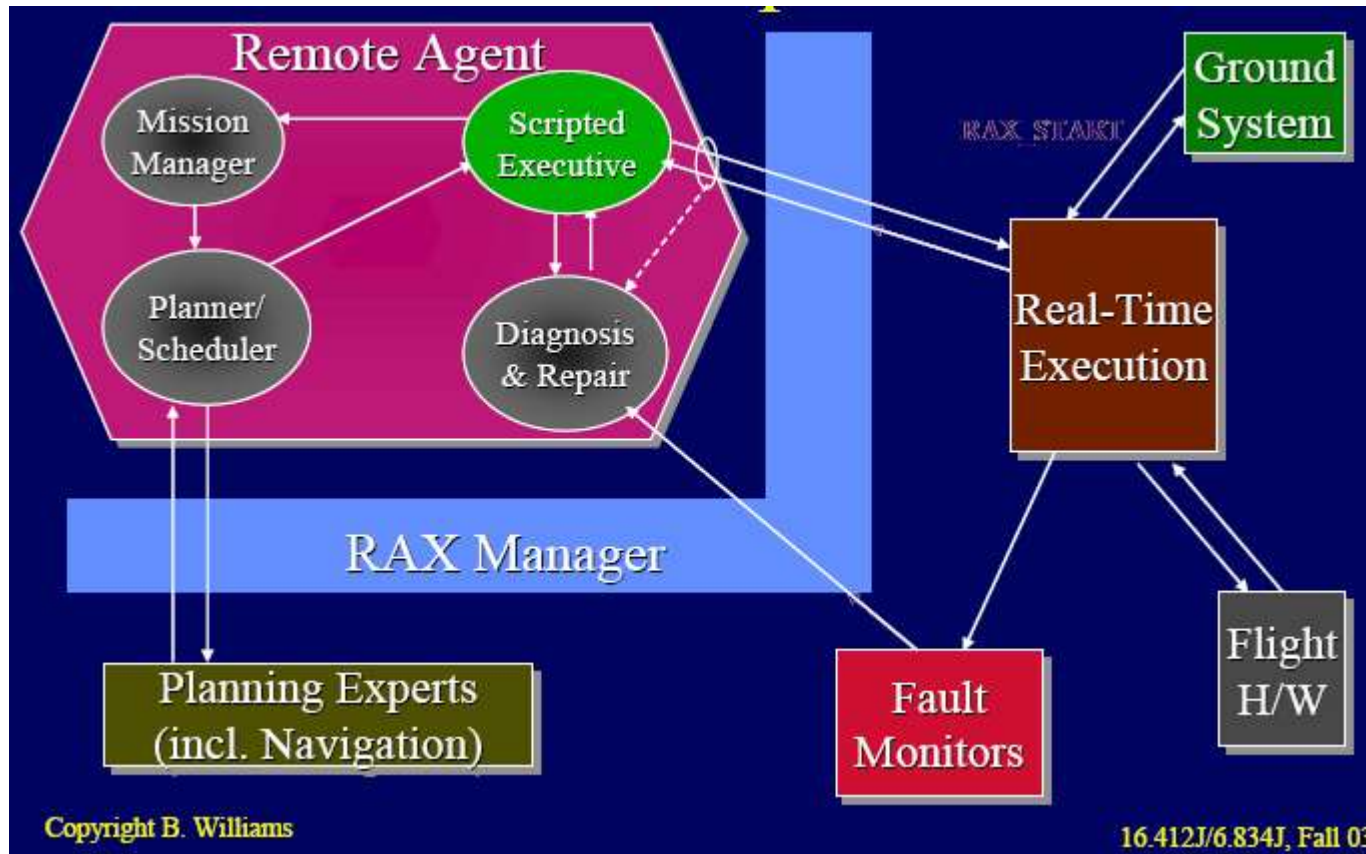 Remote Agent
Mission
Manager
Scripted
Executive
RAX_START
Ground
System
Planner/
Scheduler
Diagnosis
& Repair
Real-Time
Execution
RAX Manager
Planning Experts
(incl. Navigation)
Fault
Monitors
Flight
H/W
Copyright B. Williams
16.412J/6.834J, Fall 03